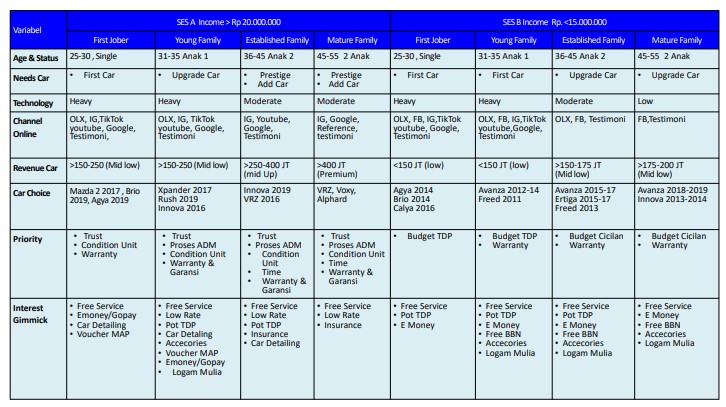 Variabel
SES A Income > Rp 20.000.000
SES B Income Rp. <15.000.000
First Jober
Young Family
Established Family
Mature Family
First Jober
Young Family
Established Family
Mature Family
Age & Status
25-30 , Single
31-35 Anak 1
36-45 Anak 2
45-55 2 Anak
25-30 , Single
31-35 Anak 1
36-45 Anak 2
45-55 2 Anak
Needs Car
• First Car
• Upgrade Car
• Prestige
• Add Car
• Prestige
• Add Car
• First Car
• First Car
• Upgrade Car
• Upgrade Car
Technology
Heavy
Heavy
Moderate
Moderate
Heavy
Heavy
Moderate
Low
Channel
Online
OLX, IG,TikTok
youtube, Google,
Testimoni,
OLX, IG, TikTok
youtube, Google,
Testimoni
IG, Youtube,
Google,
Testimoni
IG, Google,
Reference,
testimoni
OLX, FB, IG,TikTok
youtube, Google,
Testimoni
OLX, FB, IG, TikTok
youtube,Google,
Testimoni
OLX, FB, Testimoni
FB,Testimoni
Revenue Car
>150-250 (Mid low)
>150-250 (Mid low)
>250-400 JT
(mid Up)
>400 JT
(Premium)
<150 JT (low)
<150 JT (low)
>150-175 JT
(Mid low)
>175-200 JT
(Mid low)
Car Choice
Mazda 2 2017 , Brio
2019, Agya 2019
Xpander 2017
Rush 2019
Innova 2016
Innova 2019
VRZ 2016
VRZ, Voxy,
Alphard
Agya 2014
Brio 2014
Calya 2016
Avanza 2012-14
Freed 2011
Avanza 2015-17
Ertiga 2015-17
Freed 2013
Avanza 2018-2019
Innova 2013-2014
Priority
• Trust
• Condition Unit
• Warranty
• Trust
• Proses ADM
• Condition Unit
• Warranty &
Garansi
• Trust
• Proses ADM
• Condition
Unit
• Time
• Warranty &
Garansi
• Trust
• Proses ADM
• Condition Unit
• Time
• Warranty &
Garansi
• Budget TDP
• Budget TDP
• Warranty
• Budget Cicilan
• Warranty
• Budget Cicilan
• Warranty
Interest
Gimmick
• Free Service
• Emoney/Gopay
• Car Detailing
• Voucher MAP
• Free Service
• Low Rate
• Pot TDP
• Car Detaling
• Accecories
• Voucher MAP
• Emoney/Gopay
• Logam Mulia
• Free Service
• Low Rate
• Pot TDP
• Insurance
• Car Detailing
• Free Service
• Low Rate
• Insurance
• Free Service
• Pot TDP
• E Money
• Free Service
• Pot TDP
• E Money
• Free BBN
• Accecories
• Logam Mulia
• Free Service
• Pot TDP
• E Money
• Free BBN
• Accecories
• Logam Mulia
• Free Service
• Pot TDP
• E Money
• Free BBN
• Accecories
• Logam Mulia